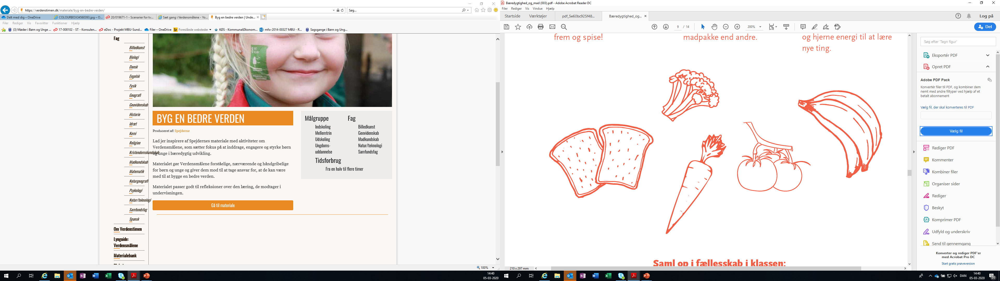 https://verdenstimen.dk/materiale/byg-en-bedre-verden/
Søg...
Delt med dig – OneDrive
COLOURBOX34560393.jpg – O...
20/019671-1 - Scenarier for tv...
Sæt gang i Verdensmålene - Yo...
Byg en bedre verden | Unde...
Filer Rediger Vis Favoritter Funktioner Hjælp
(3) Møder i Børn og Unge ...
17-008102 - ST - Konsulen...
eDoc - Projekt MBU-Sund...
Filer – OneDrive
Foreslåede websteder
KØS - KommunalØkonom...
mfo-2014-00327 MBU - R...
Sagsgange i Børn og Ung...
Fag
Billedkunst
Biologi
Dansk
Engelsk
Fysik
Geografi
Geovidenskab
Historie
Idræt
Kemi
Religion
Kristendomskundskab
Madkundskab
Matematik
Naturgeografi
Psykologi
Natur/teknologi
Samfundsfag
Spansk
Om Verdenstimen
Lynguide:
Verdensmålene
Materialebank
BYG EN BEDRE VERDEN
Produceret af: Spejderne
Lad jer inspirere af Spejdernes materiale med aktiviteter om
Verdensmålene, som sætter fokus på at inddrage, engagere og styrke børn
og unge i bæredygtig udvikling.
Materialet gør Verdensmålene forståelige, nærværende og håndgribelige
for børn og unge og giver dem mod til at tage ansvar for, at de kan være
med til at bygge en bedre verden.
Materialet passer godt til refleksioner over den læring, de modtager i
undervisningen.
Gå til materiale
Målgruppe
Indskoling
Mellemtrin
Udskoling
Ungdoms-
uddannelse
Fag
Billedkunst
Geovidenskab
Madkundskab
Natur/teknologi
Samfundsfag
Tidsforbrug
Fra en halv til flere timer
100%
14:40
05-03-2020
Bæredygtighed_og_mad (003).pdf - Adobe Acrobat Reader DC
Filer Rediger Vis Vindue Hjælp
Startside Værktøjer pdf_5e60bc925f48... Bæredygtighed_og... Log på
9 / 14 200% Del
frem og spise!
madpakke end andre.
og hjerne energi til at lære
nye ting.
Saml op i fællesskab i klassen:
210 x 297 mm
Søg efter 'Tegn figur'
Eksportér PDF
Opret PDF
Adobe PDF Pack
Konvertér filer til PDF, og kombiner dem
nemt med andre filtyper ved hjælp af et
betalt abonnement
Vælg fil, der skal konverteres til PDF
Vælg fil
Rediger PDF
Kommenter
Kombiner filer
Organiser sider
Rediger
Beskyt
Komprimer PDF
Udfyld og underskriv
Send til gennemgang
Konverter og rediger PDF'er
med Acrobat Pro DC
Start gratis prøveversion
DAN
14:40
05-03-2020
20